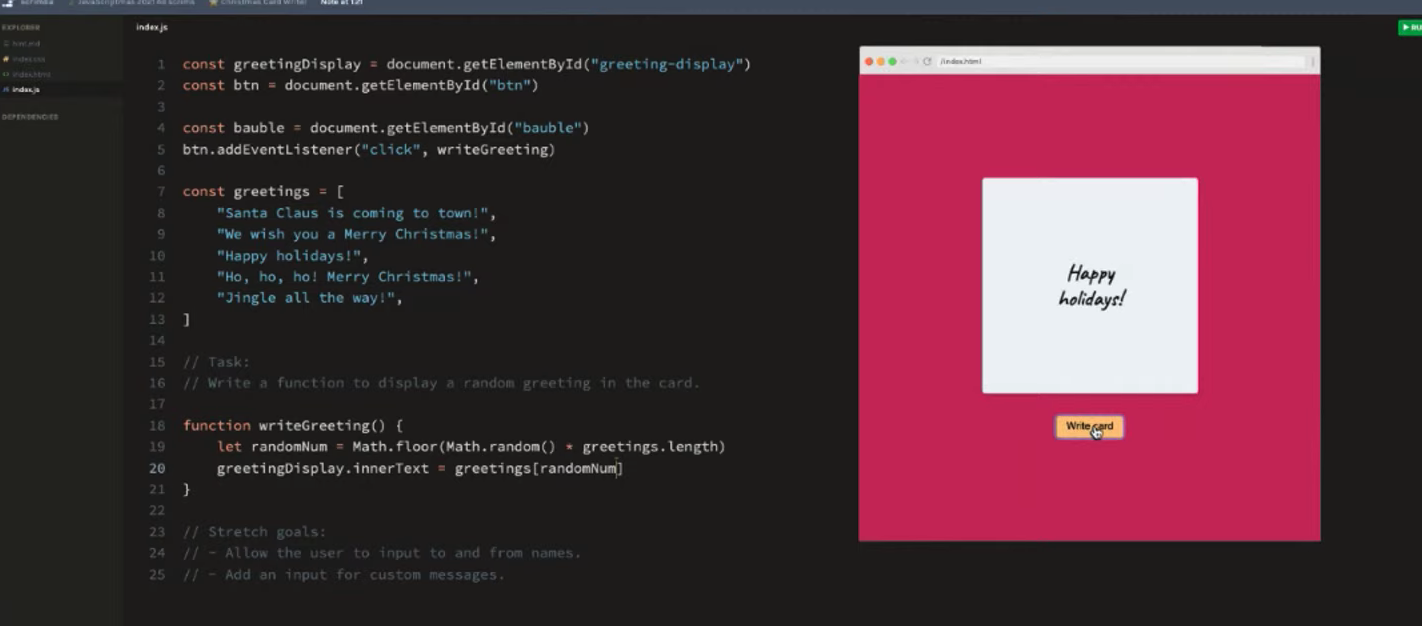 Scrimba JavaScriptmas 2021 no scrims Christmas Card Writer Note at 1:21
EXPLORER
hint.md
index.css
index.html
index.js
DEPENDENCIES
index.js
1 const greetingDisplay = document.getElementById("greeting-display")
2 const btn = document.getElementById("btn")
3
4 const bauble = document.getElementById("bauble")
5 btn.addEventListener("click", writeGreeting)
6
7 const greetings = [
8 "Santa Claus is coming to town!",
9 "We wish you a Merry Christmas!",
10 "Happy holidays!",
11 "Ho, ho, ho! Merry Christmas!",
12 "Jingle all the way!",
13 ]
14
15 // Task:
16 // Write a function to display a random greeting in the card.
17
18 function writeGreeting() {
19 let randomNum = Math.floor(Math.random() * greetings.length)
20 greetingDisplay.innerText = greetings[randomNum]
21 }
22
23 // Stretch goals:
24 // - Allow the user to input to and from names.
25 // - Add an input for custom messages.
/index.html
Happy
holidays!
Write card